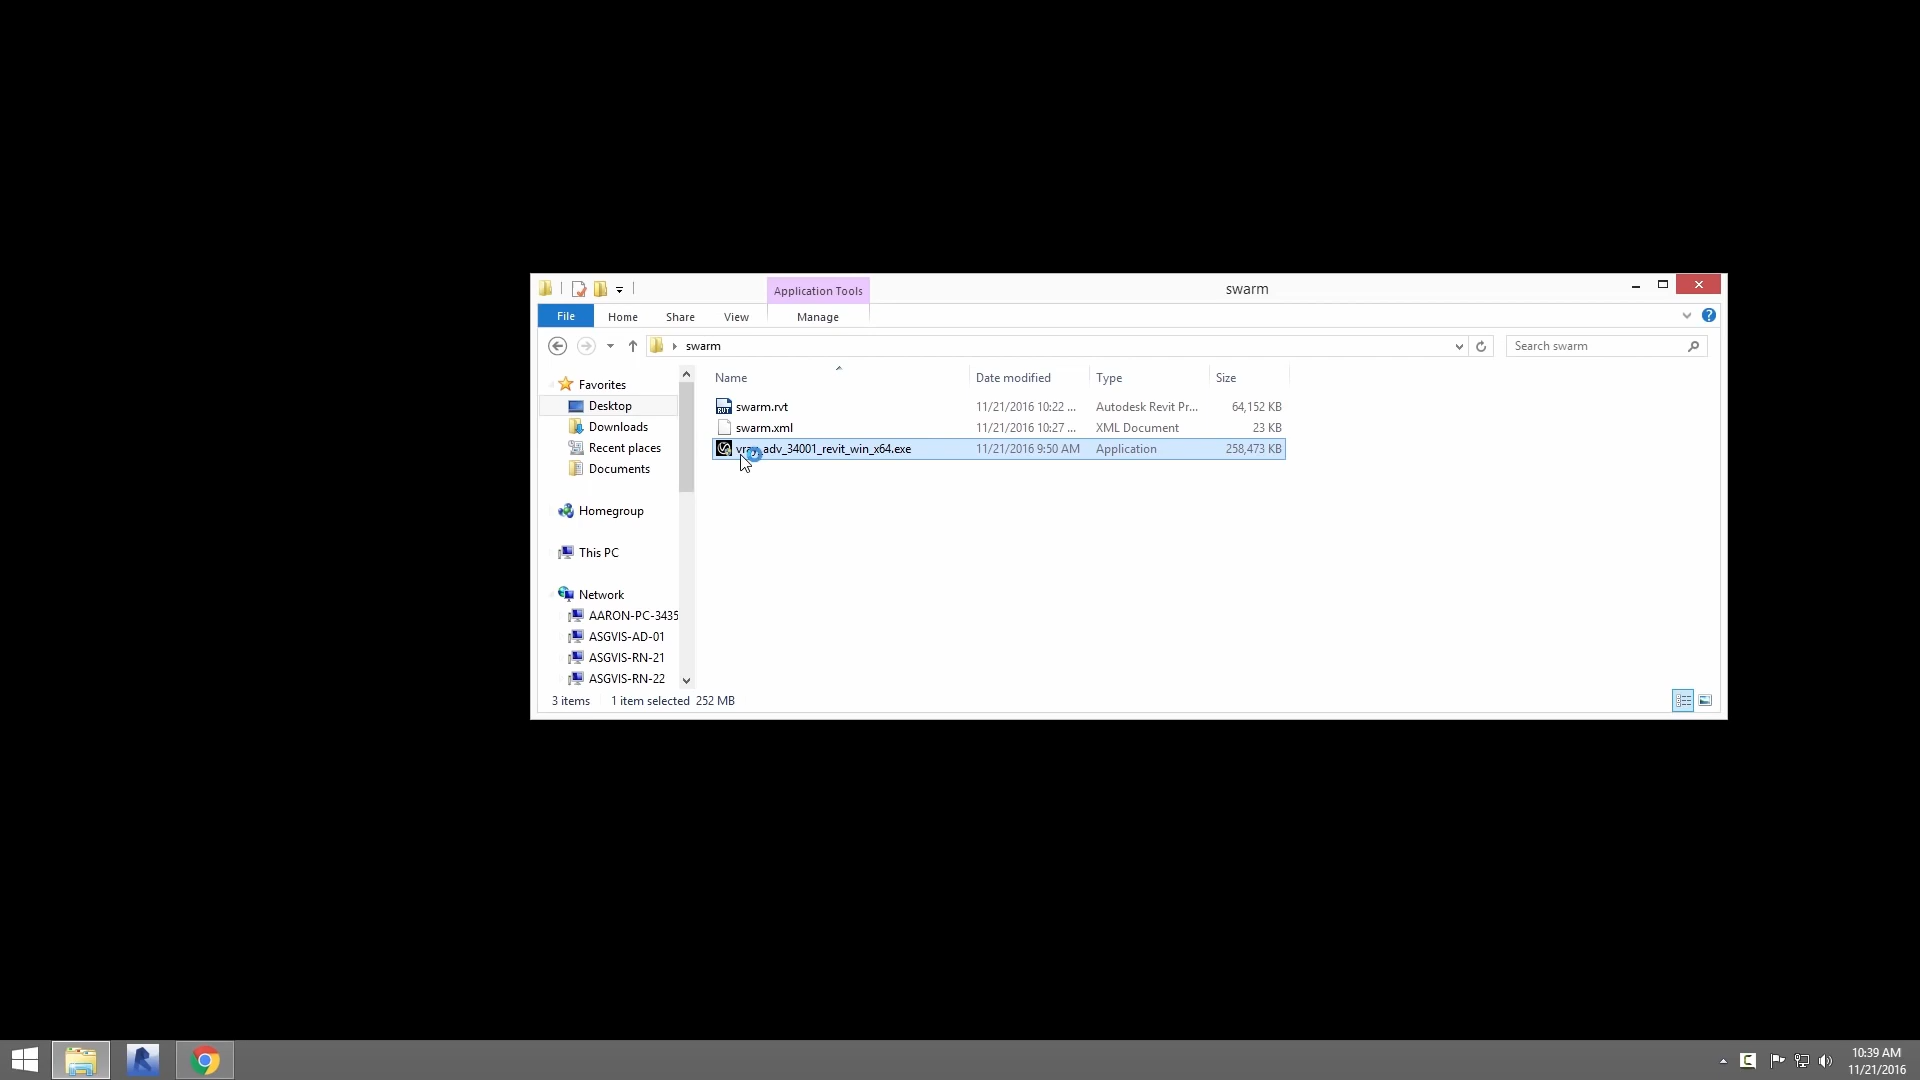 Application Tools
swarm
File Home Share View Manage
swarm
Search swarm
Name Date modified Type Size
swarm.rvt 11/21/2016 10:22 ... Autodesk Revit Pr... 64,152 KB
swarm.xml 11/21/2016 10:27 ... XML Document 23 KB
adv_34001_revit_win_x64.exe 11/21/2016 9:50 AM Application 258,473 KB
Favorites
Desktop
Downloads
Recent places
Documents
Homegroup
This PC
Network
AARON-PC-3435
ASGVIS-AD-01
ASGVIS-RN-21
ASGVIS-RN-22
3 items 1 item selected 252 MB
10:39 AM
11/21/2016